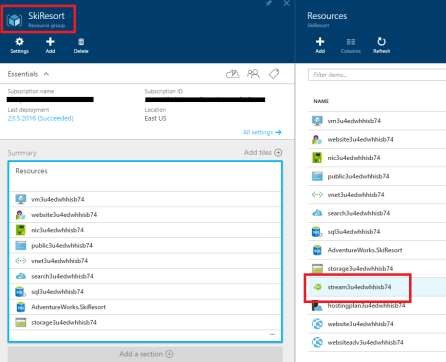 SkiResort
Resource group
Settings
Add
Delete
Essentials
Subscription name
Subscription ID
Last deployment
23.5.2016 (Succeeded)
Location
East US
All settings →
Summary
Add tiles
Resources
vm3u4edwhhisb74
website3u4edwhhisb74
nic3u4edwhhisb74
public3u4edwhhisb74
vnet3u4edwhhisb74
search3u4edwhhisb74
sql3u4edwhhisb74
AdventureWorks.SkiResort
storage3u4edwhhisb74
...
Add a section
Resources
SkiResort
Add
Columns
Refresh
Filter items...
NAME
vm3u4edwhhisb74
website3u4edwhhisb74
nic3u4edwhhisb74
public3u4edwhhisb74
vnet3u4edwhhisb74
search3u4edwhhisb74
sql3u4edwhhisb74
AdventureWorks.SkiResort
storage3u4edwhhisb74
stream3u4edwhhisb74
hostingplan3u4edwhhisb74
website3u4edwhhisb74
websiteadv3u4edwhhisb74